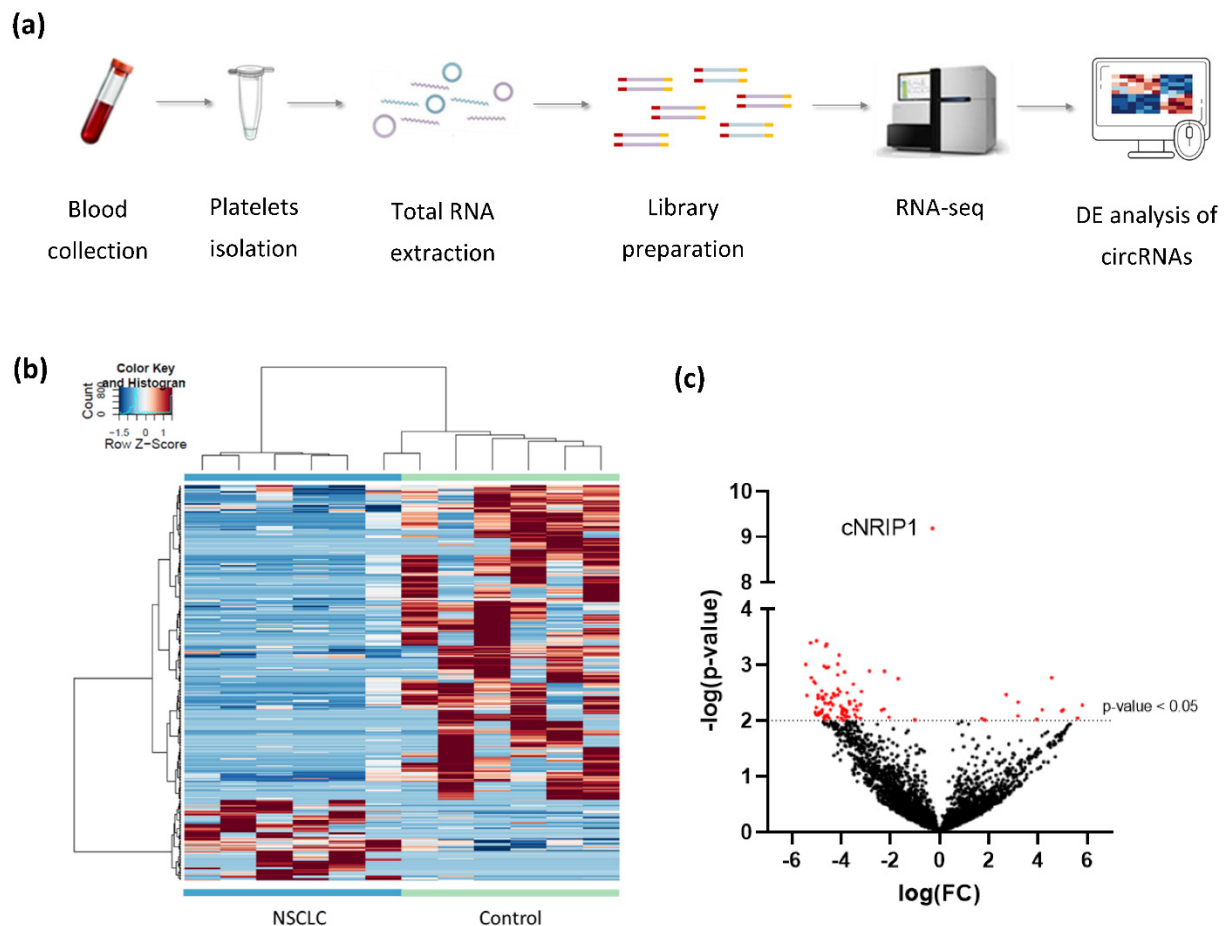 (a)
Blood
collection
Platelets
isolation
Total RNA
extraction
Library
preparation
RNA-seq
DE analysis of
circRNAs
(b)
Color Key
and Histogran
Count
0 800
-1.5 0 1
Row Z-Score
NSCLC
Control
(c)
10
9
8
4
3
2
1
0
-log(p-value)
cNRIP1
p-value < 0.05
-6 -4 -2 0 2 4 6
log(FC)